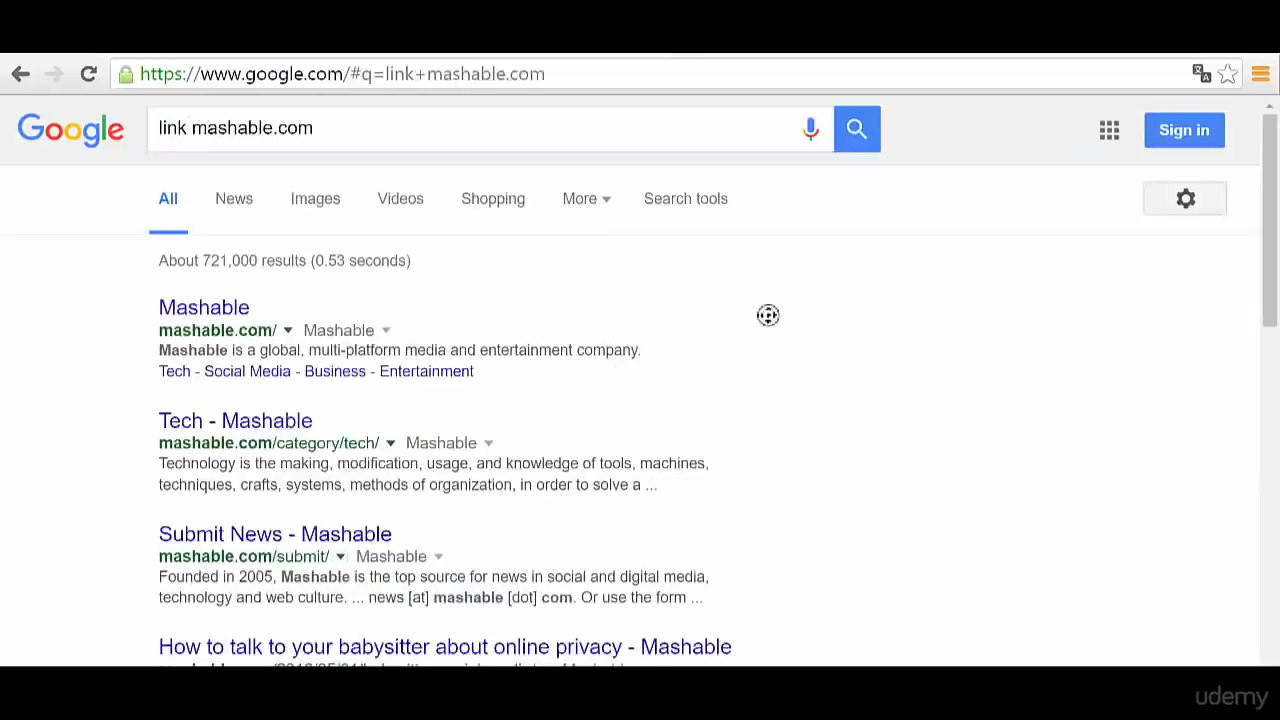 https://www.google.com/#q=link+mashable.com
Google
link mashable.com
Sign in
All News Images Videos Shopping More Search tools
About 721,000 results (0.53 seconds)
Mashable
mashable.com/ Mashable
Mashable is a global, multi-platform media and entertainment company.
Tech - Social Media - Business - Entertainment
Tech - Mashable
mashable.com/category/tech/ Mashable
Technology is the making, modification, usage, and knowledge of tools, machines,
techniques, crafts, systems, methods of organization, in order to solve a ...
Submit News - Mashable
mashable.com/submit/ Mashable
Founded in 2005, Mashable is the top source for news in social and digital media,
technology and web culture. ... news [at] mashable [dot] com. Or use the form ...
How to talk to your babysitter about online privacy - Mashable
udemy